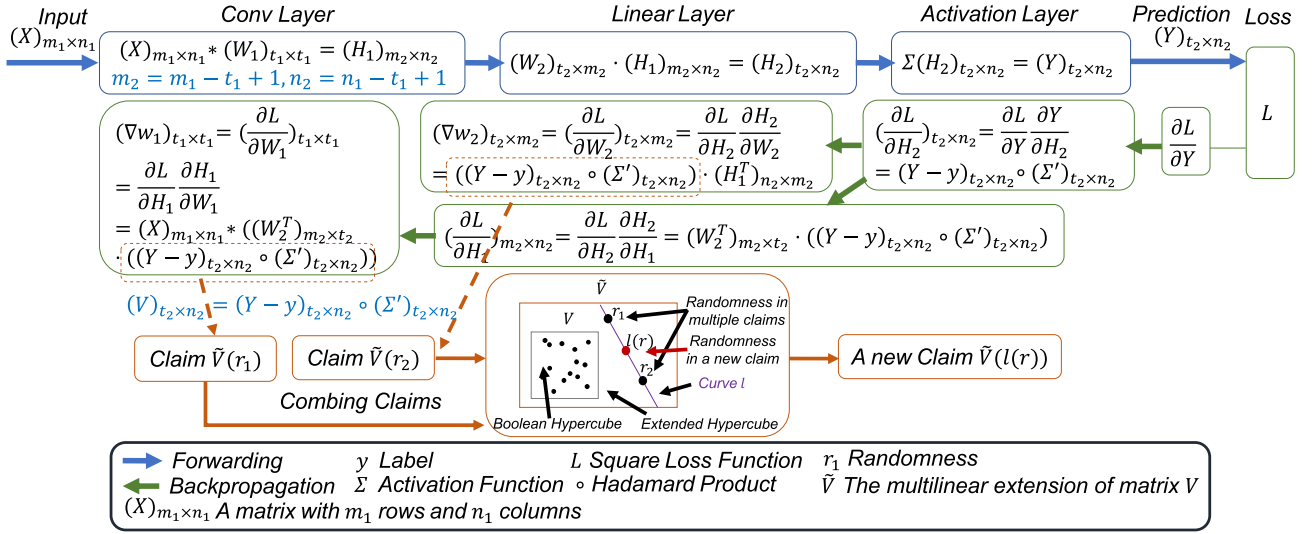 Input
Conv Layer
Linear Layer
Activation Layer
Prediction
Loss
(X)_{m₁×n₁}
(Y)_{t₂×n₂}
(X)_{m₁×n₁} * (W₁)_{t₁×t₁} = (H₁)_{m₂×n₂}
m₂ = m₁ − t₁ + 1, n₂ = n₁ − t₁ + 1
(W₂)_{t₂×m₂} · (H₁)_{m₂×n₂} = (H₂)_{t₂×n₂}
Σ(H₂)_{t₂×n₂} = (Y)_{t₂×n₂}
L
(∇w₁)_{t₁×t₁} = (∂L/∂W₁)_{t₁×t₁}
= ∂L/∂H₁ ∂H₁/∂W₁
= (X)_{m₁×n₁} * ((W₂ᵀ)_{m₂×t₂}
· ((Y − y)_{t₂×n₂} ∘ (Σ′)_{t₂×n₂}))
(∇w₂)_{t₂×m₂} = (∂L/∂W₂)_{t₂×m₂} = ∂L/∂H₂ ∂H₂/∂W₂
= ((Y − y)_{t₂×n₂} ∘ (Σ′)_{t₂×n₂}) · (H₁ᵀ)_{n₂×m₂}
(∂L/∂H₂)_{t₂×n₂} = ∂L/∂Y ∂Y/∂H₂
= (Y − y)_{t₂×n₂} ∘ (Σ′)_{t₂×n₂}
∂L/∂Y
(∂L/∂H₁)_{m₂×n₂} = ∂L/∂H₂ ∂H₂/∂H₁ = (W₂ᵀ)_{m₂×t₂} · ((Y − y)_{t₂×n₂} ∘ (Σ′)_{t₂×n₂})
(V)_{t₂×n₂} = (Y − y)_{t₂×n₂} ∘ (Σ′)_{t₂×n₂}
Claim Ṽ(r₁)
Claim Ṽ(r₂)
Combing Claims
Ṽ
V
r₁
l(r)
r₂
Randomness in
multiple claims
Randomness
in a new claim
Curve l
Boolean Hypercube
Extended Hypercube
A new Claim Ṽ(l(r))
Forwarding
y Label
L Square Loss Function
r₁ Randomness
Backpropagation
Σ Activation Function
∘ Hadamard Product
Ṽ The multilinear extension of matrix V
(X)_{m₁×n₁} A matrix with m₁ rows and n₁ columns